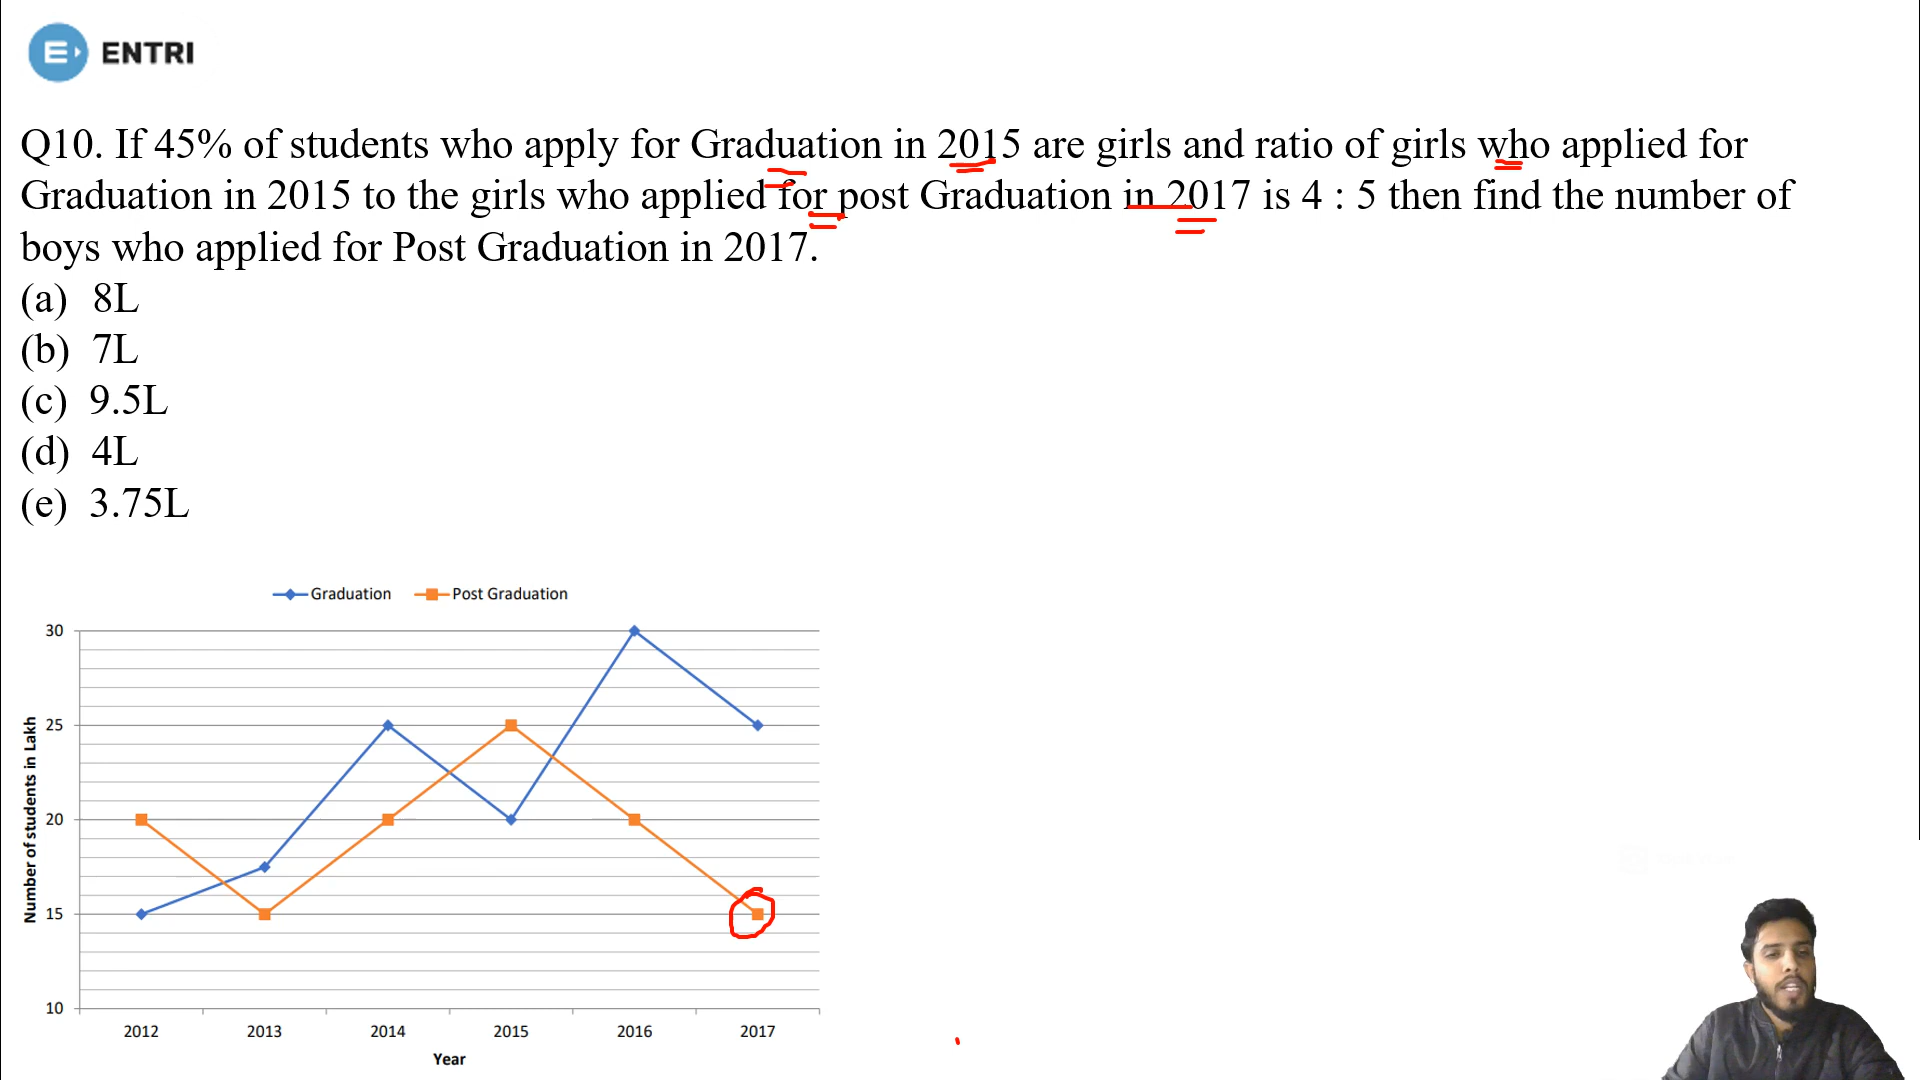 ENTRI
Q10. If 45% of students who apply for Graduation in 2015 are girls and ratio of girls who applied for
Graduation in 2015 to the girls who applied for post Graduation in 2017 is 4 : 5 then find the number of
boys who applied for Post Graduation in 2017.
(a) 8L
(b) 7L
(c) 9.5L
(d) 4L
(e) 3.75L
Graduation Post Graduation
30
25
20
15
10
Number of students in Lakh
2012 2013 2014 2015 2016 2017
Year